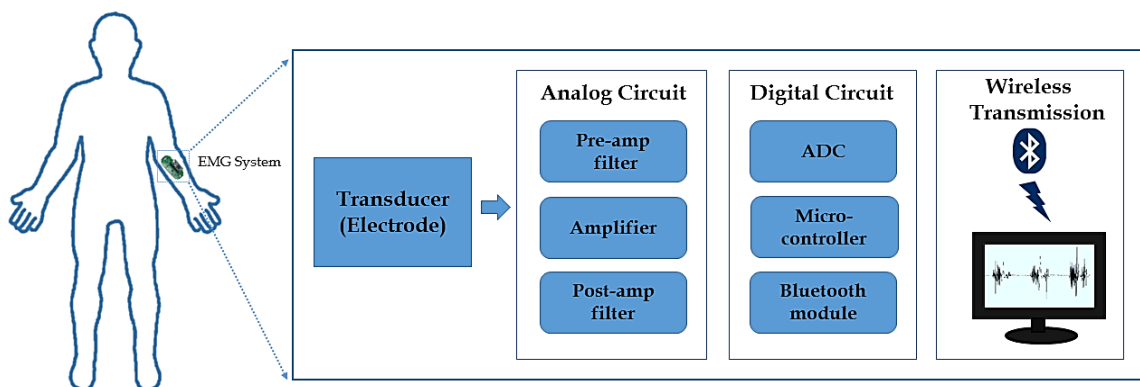 EMG System
Transducer
(Electrode)
Analog Circuit
Pre-amp
filter
Amplifier
Post-amp
filter
Digital Circuit
ADC
Micro-
controller
Bluetooth
module
Wireless
Transmission